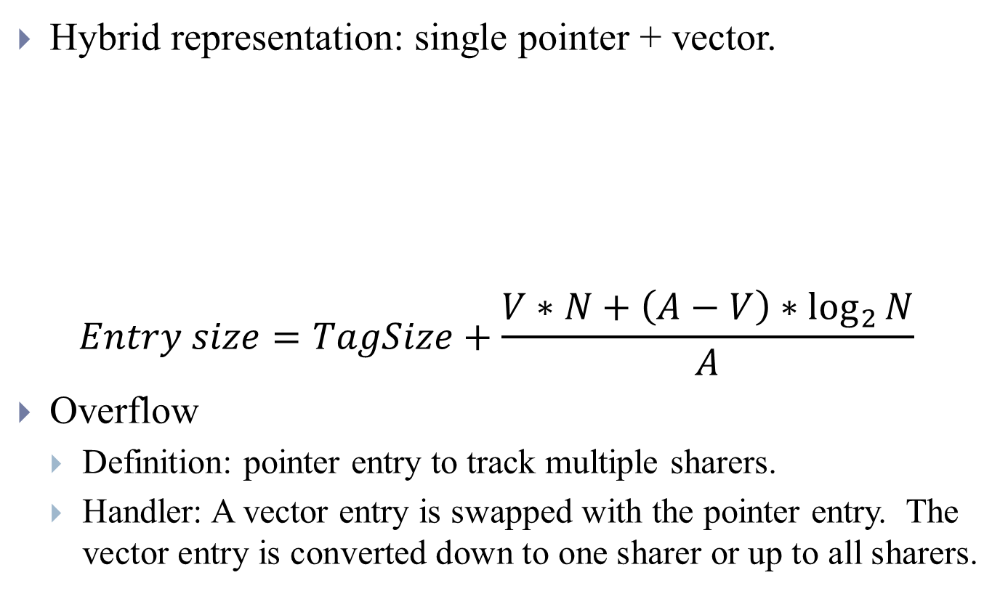 Hybrid representation: single pointer + vector.
Entry size = TagSize + \frac{V * N + (A − V) * \log_2 N}{A}
Overflow
Definition: pointer entry to track multiple sharers.
Handler: A vector entry is swapped with the pointer entry. The
vector entry is converted down to one sharer or up to all sharers.